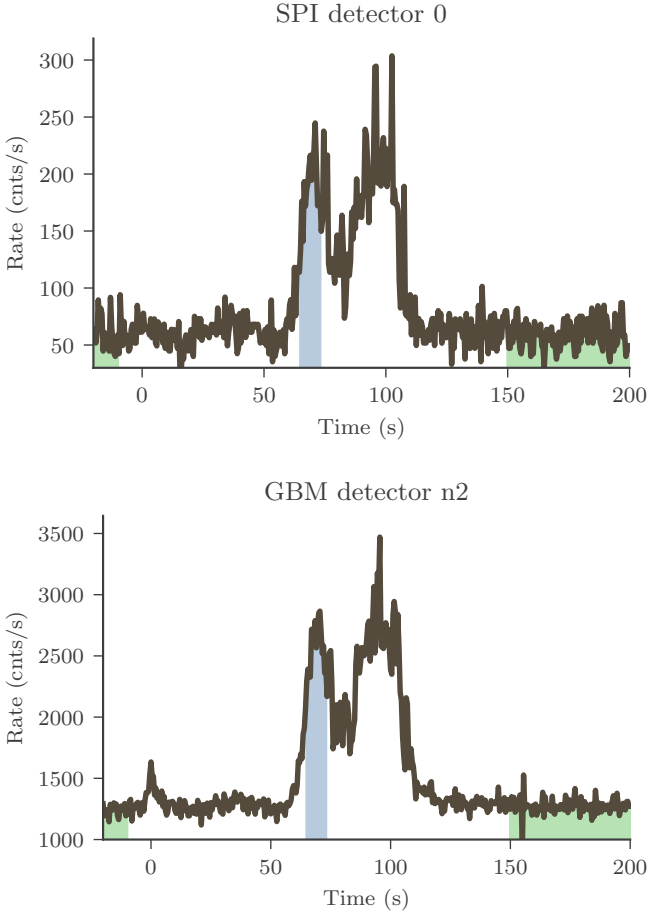 SPI detector 0
300
250
200
150
100
50
Rate (cnts/s)
0 50 100 150 200
Time (s)
GBM detector n2
3500
3000
2500
2000
1500
1000
Rate (cnts/s)
0 50 100 150 200
Time (s)